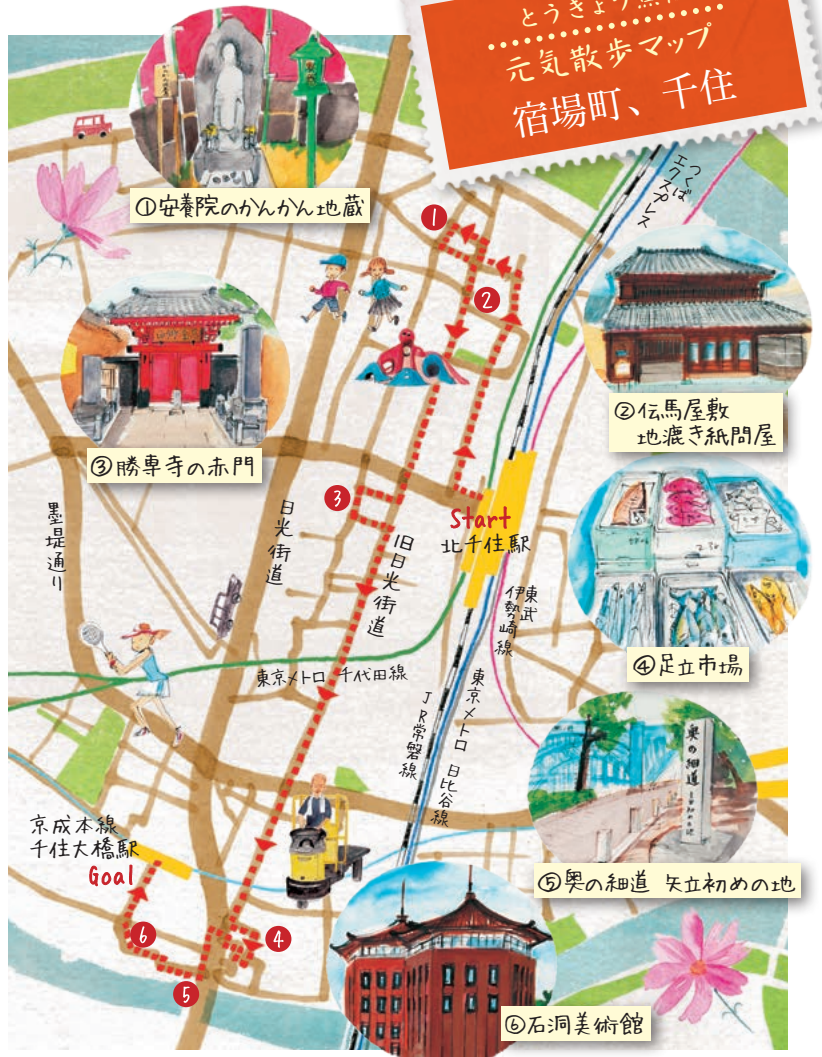 元気散歩マップ
宿場町、千住
①安養院のかんかん地蔵
つくば
エクスプレス
1
2
②伝馬屋敷
地漉き紙問屋
③勝専寺の赤門
3
Start
北千住駅
墨堤通り
日光街道
旧日光街道
東武
伊勢崎線
④足立市場
東京メトロ 千代田線
JR常磐線
東京メトロ 日比谷線
奥の細道
京成本線
千住大橋駅
Goal
⑤奥の細道 矢立初めの地
6
4
5
⑥石洞美術館